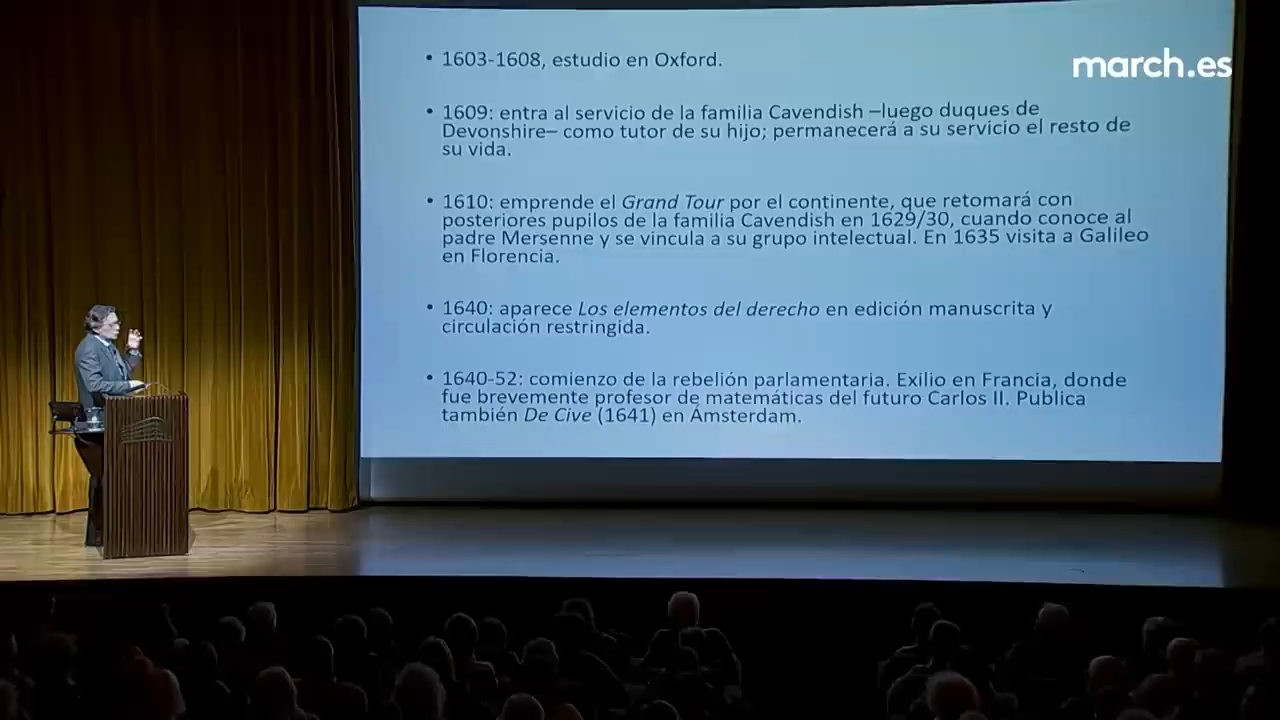 march.es
• 1603-1608, estudio en Oxford.
• 1609: entra al servicio de la familia Cavendish –luego duques de
Devonshire– como tutor de su hijo; permanecerá a su servicio el resto de
su vida.
• 1610: emprende el Grand Tour por el continente, que retomará con
posteriores pupilos de la familia Cavendish en 1629/30, cuando conoce al
padre Mersenne y se vincula a su grupo intelectual. En 1635 visita a Galileo
en Florencia.
• 1640: aparece Los elementos del derecho en edición manuscrita y
circulación restringida.
• 1640-52: comienzo de la rebelión parlamentaria. Exilio en Francia, donde
fue brevemente profesor de matemáticas del futuro Carlos II. Publica
también De Cive (1641) en Ámsterdam.